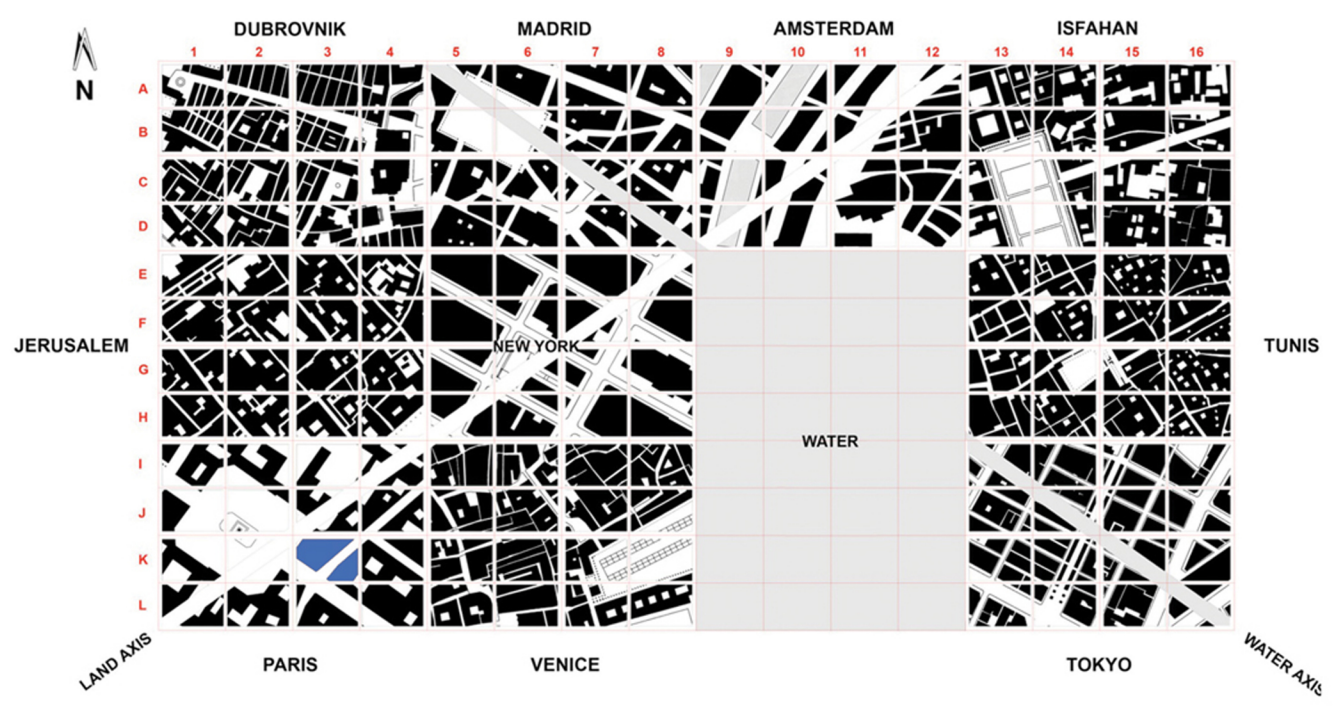 DUBROVNIK MADRID AMSTERDAM ISFAHAN
1 2 3 4 5 6 7 8 9 10 11 12 13 14 15 16
N
A
B
C
D
E
F
JERUSALEM NEW YORK TUNIS
G
H
WATER
I
J
K
L
LAND AXIS WATER AXIS
PARIS VENICE TOKYO